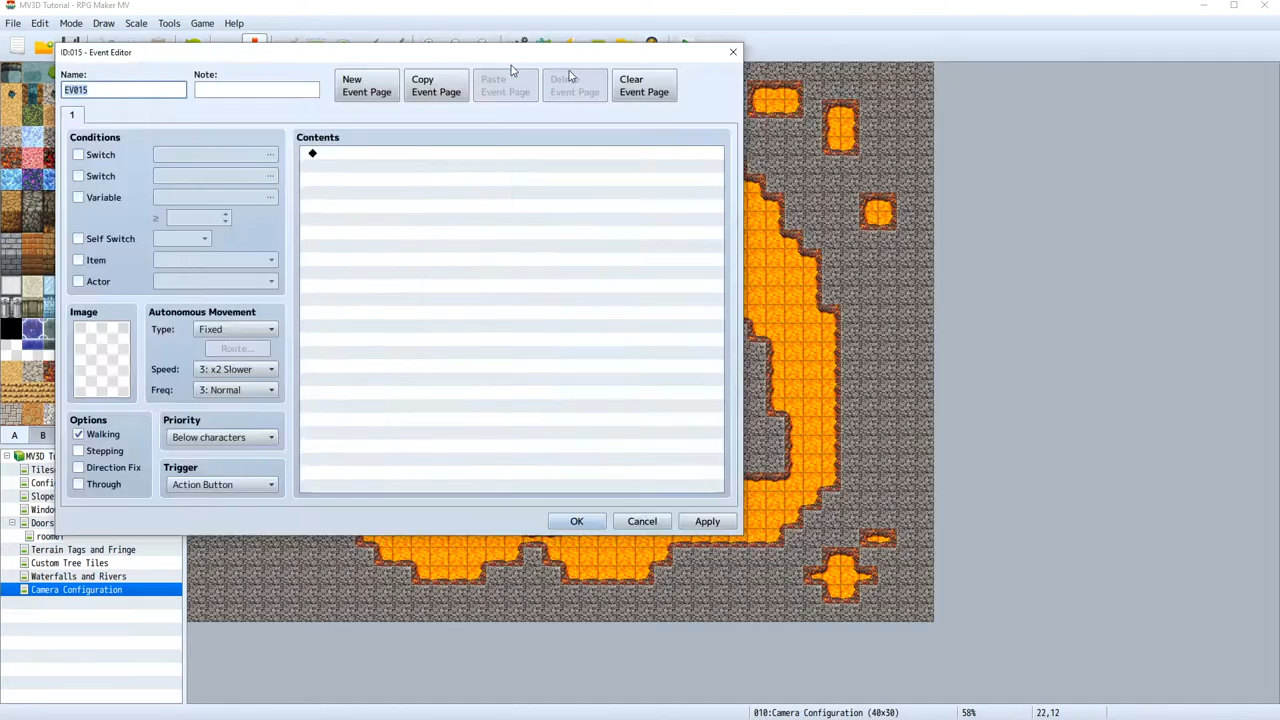 MV3D Tutorial - RPG Maker MV
File Edit Mode Draw Scale Tools Game Help
ID:015 - Event Editor
Name: Note:
EV015
New Event Page
Copy Event Page
Paste Event Page
Delete Event Page
Clear Event Page
1
Conditions
Switch ...
Switch ...
Variable ...
≥
Self Switch
Item
Actor
Image
Autonomous Movement
Type: Fixed
Route...
Speed: 3: x2 Slower
Freq: 3: Normal
Options
Walking
Stepping
Direction Fix
Through
Priority
Below characters
Trigger
Action Button
Contents
◆
OK Cancel Apply
A B
MV3D Tu
Tiles
Confi
Slope
Windo
Doors
room01
Terrain Tags and Fringe
Custom Tree Tiles
Waterfalls and Rivers
Camera Configuration
010:Camera Configuration (40x30) 58% 22,12